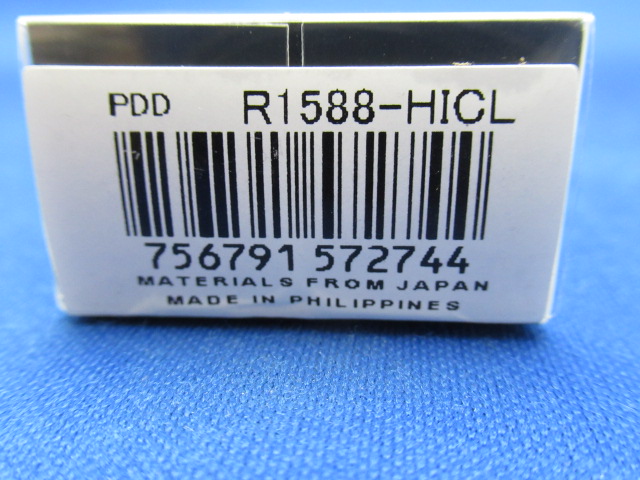 PDD R1588-HICL
756791 572744
MATERIALS FROM JAPAN
MADE IN PHILIPPINES